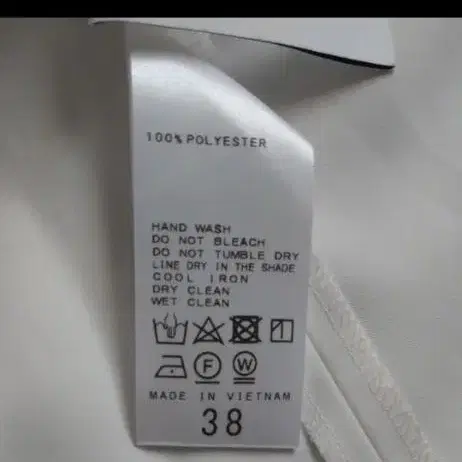 100% POLYESTER
HAND WASH
DO NOT BLEACH
DO NOT TUMBLE DRY
LINE DRY IN THE SHADE
COOL IRON
DRY CLEAN
WET CLEAN
F W
MADE IN VIETNAM
38